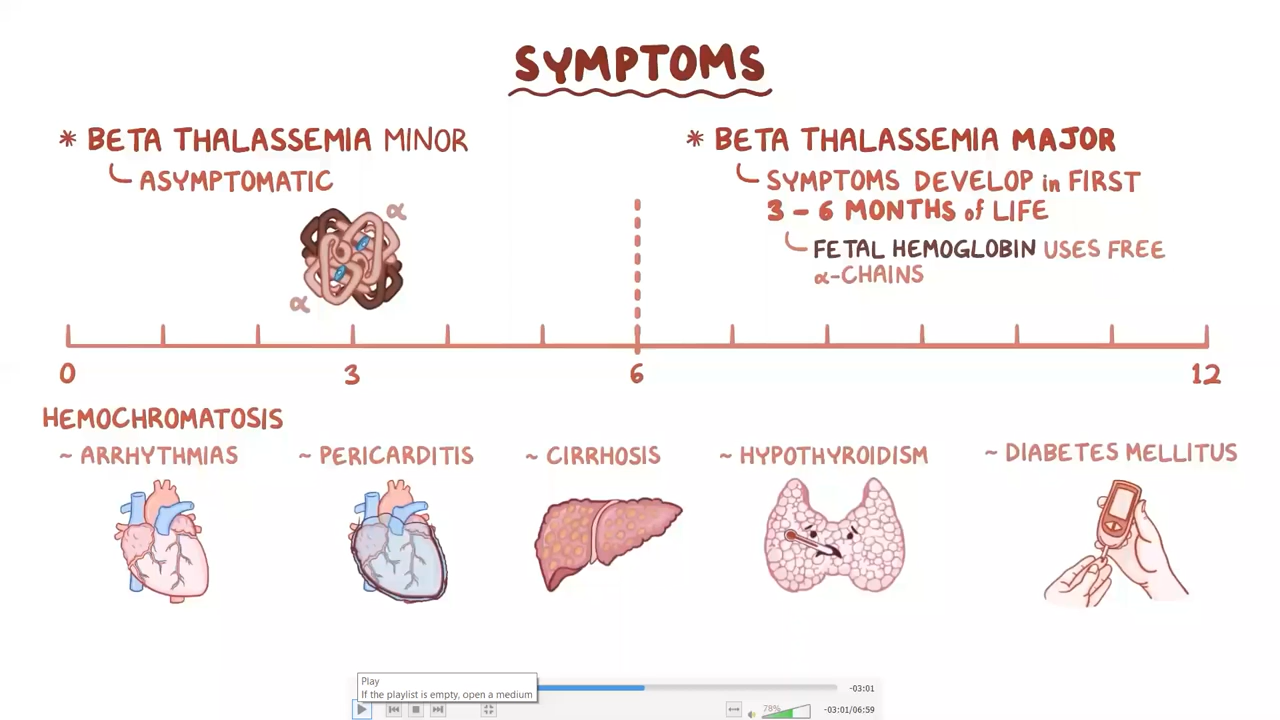 SYMPTOMS
* BETA THALASSEMIA MINOR
ASYMPTOMATIC
α
α
* BETA THALASSEMIA MAJOR
SYMPTOMS DEVELOP in FIRST
3 - 6 MONTHS of LIFE
FETAL HEMOGLOBIN USES FREE
α-CHAINS
0 3 6 12
HEMOCHROMATOSIS
~ ARRHYTHMIAS ~ PERICARDITIS ~ CIRRHOSIS ~ HYPOTHYROIDISM ~ DIABETES MELLITUS
Play
If the playlist is empty, open a medium
-03:01
78%
-03:01/06:59